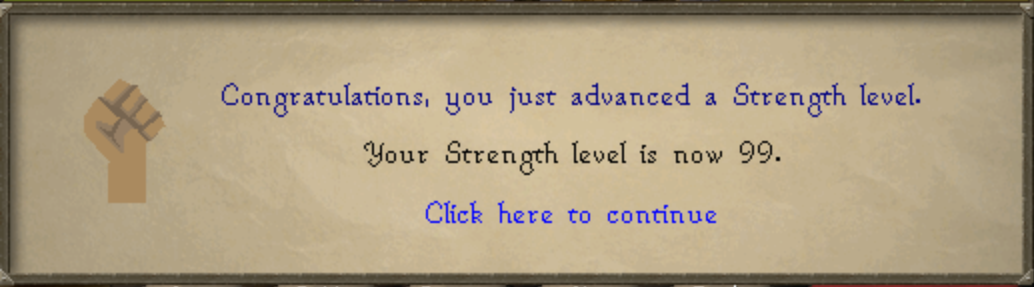 Congratulations, you just advanced a Strength level.
Your Strength level is now 99.
Click here to continue